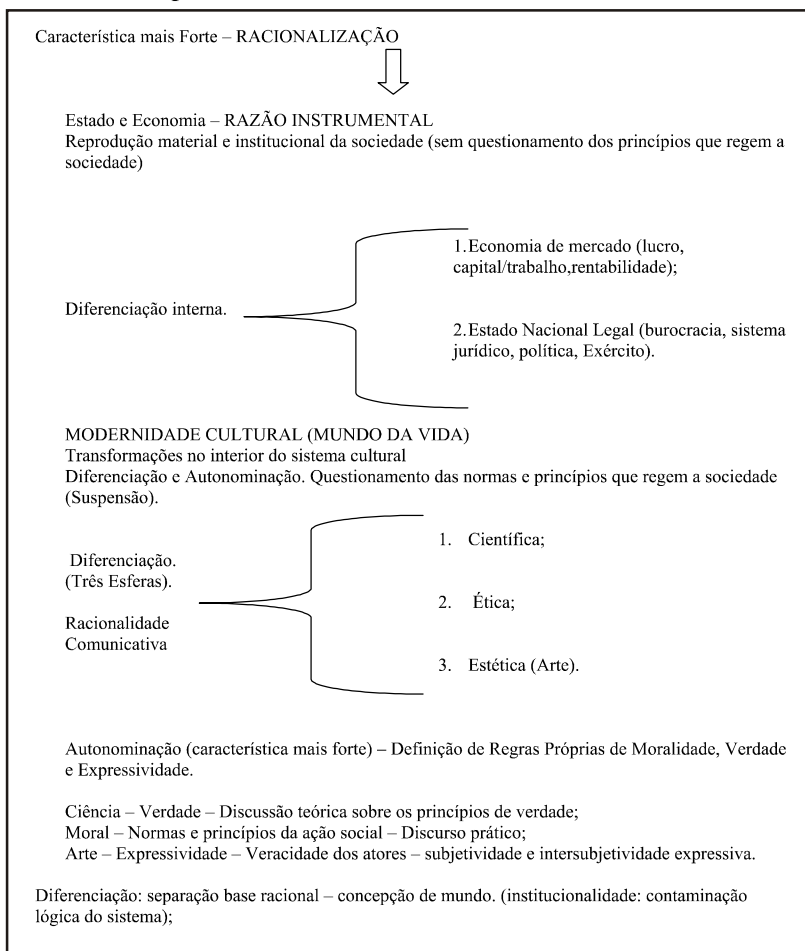 Característica mais Forte – RACIONALIZAÇÃO
Estado e Economia – RAZÃO INSTRUMENTAL
Reprodução material e institucional da sociedade (sem questionamento dos princípios que regem a
sociedade)
Diferenciação interna.
1.Economia de mercado (lucro,
capital/trabalho,rentabilidade);
2.Estado Nacional Legal (burocracia, sistema
jurídico, política, Exército).
MODERNIDADE CULTURAL (MUNDO DA VIDA)
Transformações no interior do sistema cultural
Diferenciação e Autonominação. Questionamento das normas e princípios que regem a sociedade
(Suspensão).
Diferenciação.
(Três Esferas).
Racionalidade
Comunicativa
1. Científica;
2. Ética;
3. Estética (Arte).
Autonominação (característica mais forte) – Definição de Regras Próprias de Moralidade, Verdade
e Expressividade.
Ciência – Verdade – Discussão teórica sobre os princípios de verdade;
Moral – Normas e princípios da ação social – Discurso prático;
Arte – Expressividade – Veracidade dos atores – subjetividade e intersubjetividade expressiva.
Diferenciação: separação base racional – concepção de mundo. (institucionalidade: contaminação
lógica do sistema);